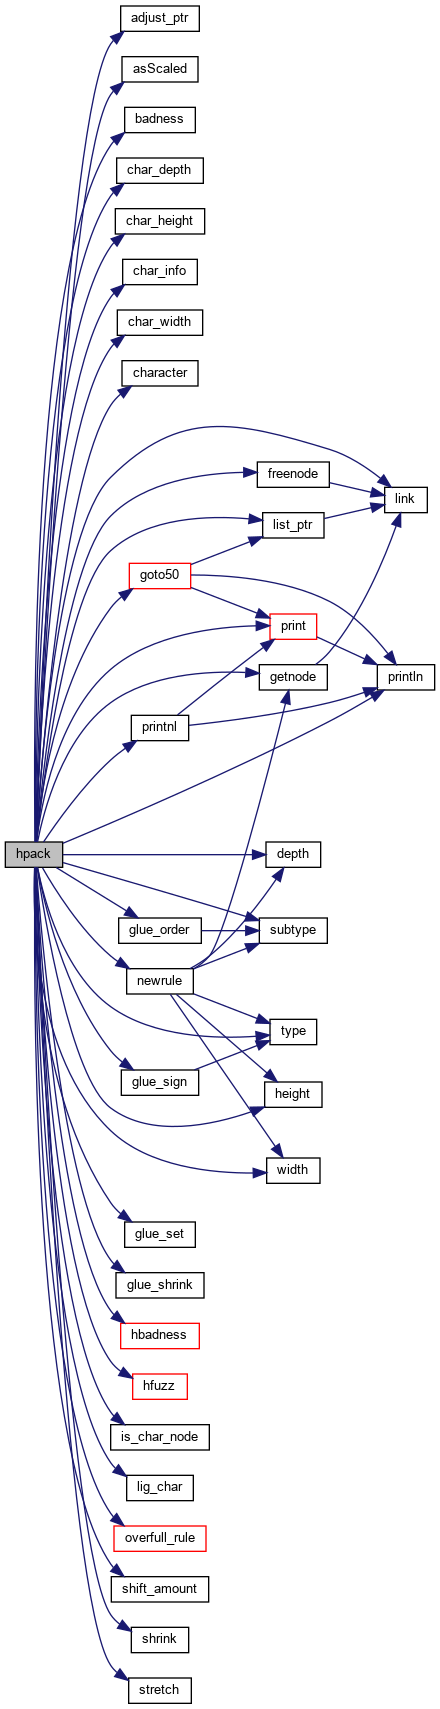 adjust_ptr
asScaled
badness
char_depth
char_height
char_info
char_width
character
freenode
link
list_ptr
goto50
print
getnode
println
printnl
hpack
depth
glue_order
subtype
newrule
type
glue_sign
height
width
glue_set
glue_shrink
hbadness
hfuzz
is_char_node
lig_char
overfull_rule
shift_amount
shrink
stretch